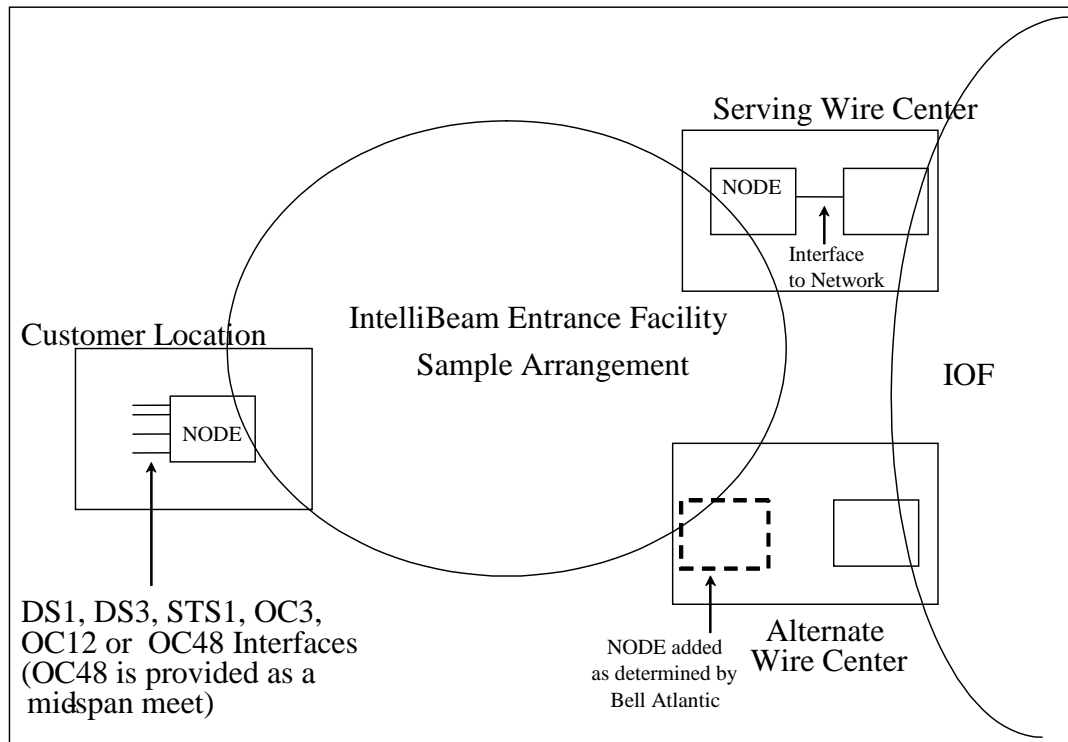 Serving Wire Center
NODE
Interface
to Network
IntelliBeam Entrance Facility
Sample Arrangement
IOF
Customer Location
NODE
DS1, DS3, STS1, OC3,
OC12 or OC48 Interfaces
(OC48 is provided as a
midspan meet)
NODE added
as determined by
Bell Atlantic
Alternate
Wire Center